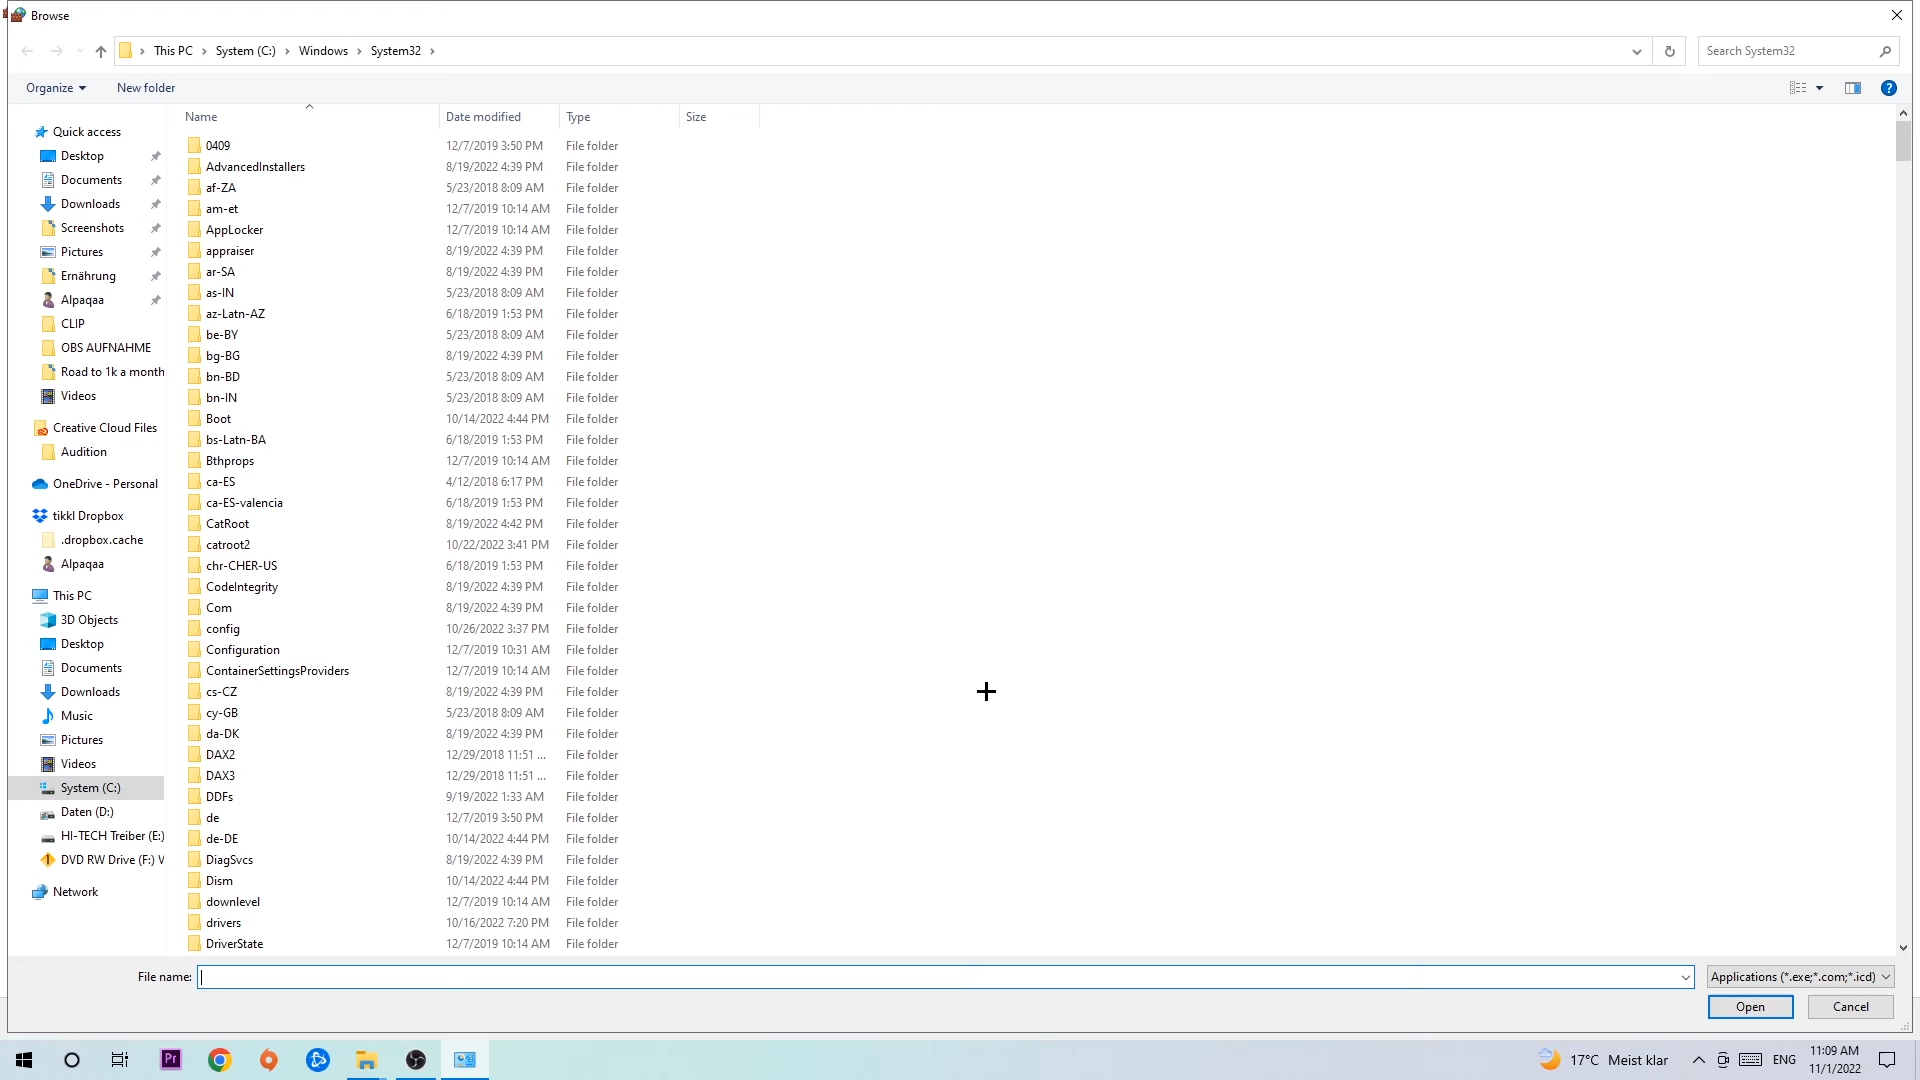 Browse
This PC > System (C:) > Windows > System32 >
Search System32
Organize
New folder
Name Date modified Type Size
Quick access
Desktop
Documents
Downloads
Screenshots
Pictures
Ernährung
Alpaqaa
CLIP
OBS AUFNAHME
Road to 1k a month
Videos
Creative Cloud Files
Audition
OneDrive - Personal
tikkl Dropbox
.dropbox.cache
Alpaqaa
This PC
3D Objects
Desktop
Documents
Downloads
Music
Pictures
Videos
System (C:)
Daten (D:)
HI-TECH Treiber (E:)
DVD RW Drive (F:) V
Network
0409 12/7/2019 3:50 PM File folder
AdvancedInstallers 8/19/2022 4:39 PM File folder
af-ZA 5/23/2018 8:09 AM File folder
am-et 12/7/2019 10:14 AM File folder
AppLocker 12/7/2019 10:14 AM File folder
appraiser 8/19/2022 4:39 PM File folder
ar-SA 8/19/2022 4:39 PM File folder
as-IN 5/23/2018 8:09 AM File folder
az-Latn-AZ 6/18/2019 1:53 PM File folder
be-BY 5/23/2018 8:09 AM File folder
bg-BG 8/19/2022 4:39 PM File folder
bn-BD 5/23/2018 8:09 AM File folder
bn-IN 5/23/2018 8:09 AM File folder
Boot 10/14/2022 4:44 PM File folder
bs-Latn-BA 6/18/2019 1:53 PM File folder
Bthprops 12/7/2019 10:14 AM File folder
ca-ES 4/12/2018 6:17 PM File folder
ca-ES-valencia 6/18/2019 1:53 PM File folder
CatRoot 8/19/2022 4:42 PM File folder
catroot2 10/22/2022 3:41 PM File folder
chr-CHER-US 6/18/2019 1:53 PM File folder
CodeIntegrity 8/19/2022 4:39 PM File folder
Com 8/19/2022 4:39 PM File folder
config 10/26/2022 3:37 PM File folder
Configuration 12/7/2019 10:31 AM File folder
ContainerSettingsProviders 12/7/2019 10:14 AM File folder
cs-CZ 8/19/2022 4:39 PM File folder
cy-GB 5/23/2018 8:09 AM File folder
da-DK 8/19/2022 4:39 PM File folder
DAX2 12/29/2018 11:51 ... File folder
DAX3 12/29/2018 11:51 ... File folder
DDFs 9/19/2022 1:33 AM File folder
de 12/7/2019 3:50 PM File folder
de-DE 10/14/2022 4:44 PM File folder
DiagSvcs 8/19/2022 4:39 PM File folder
Dism 10/14/2022 4:44 PM File folder
downlevel 12/7/2019 10:14 AM File folder
drivers 10/16/2022 7:20 PM File folder
DriverState 12/7/2019 10:14 AM File folder
File name:
Applications (*.exe;*.com;*.icd)
Open
Cancel
Pr
17°C Meist klar
ENG
11:09 AM
11/1/2022